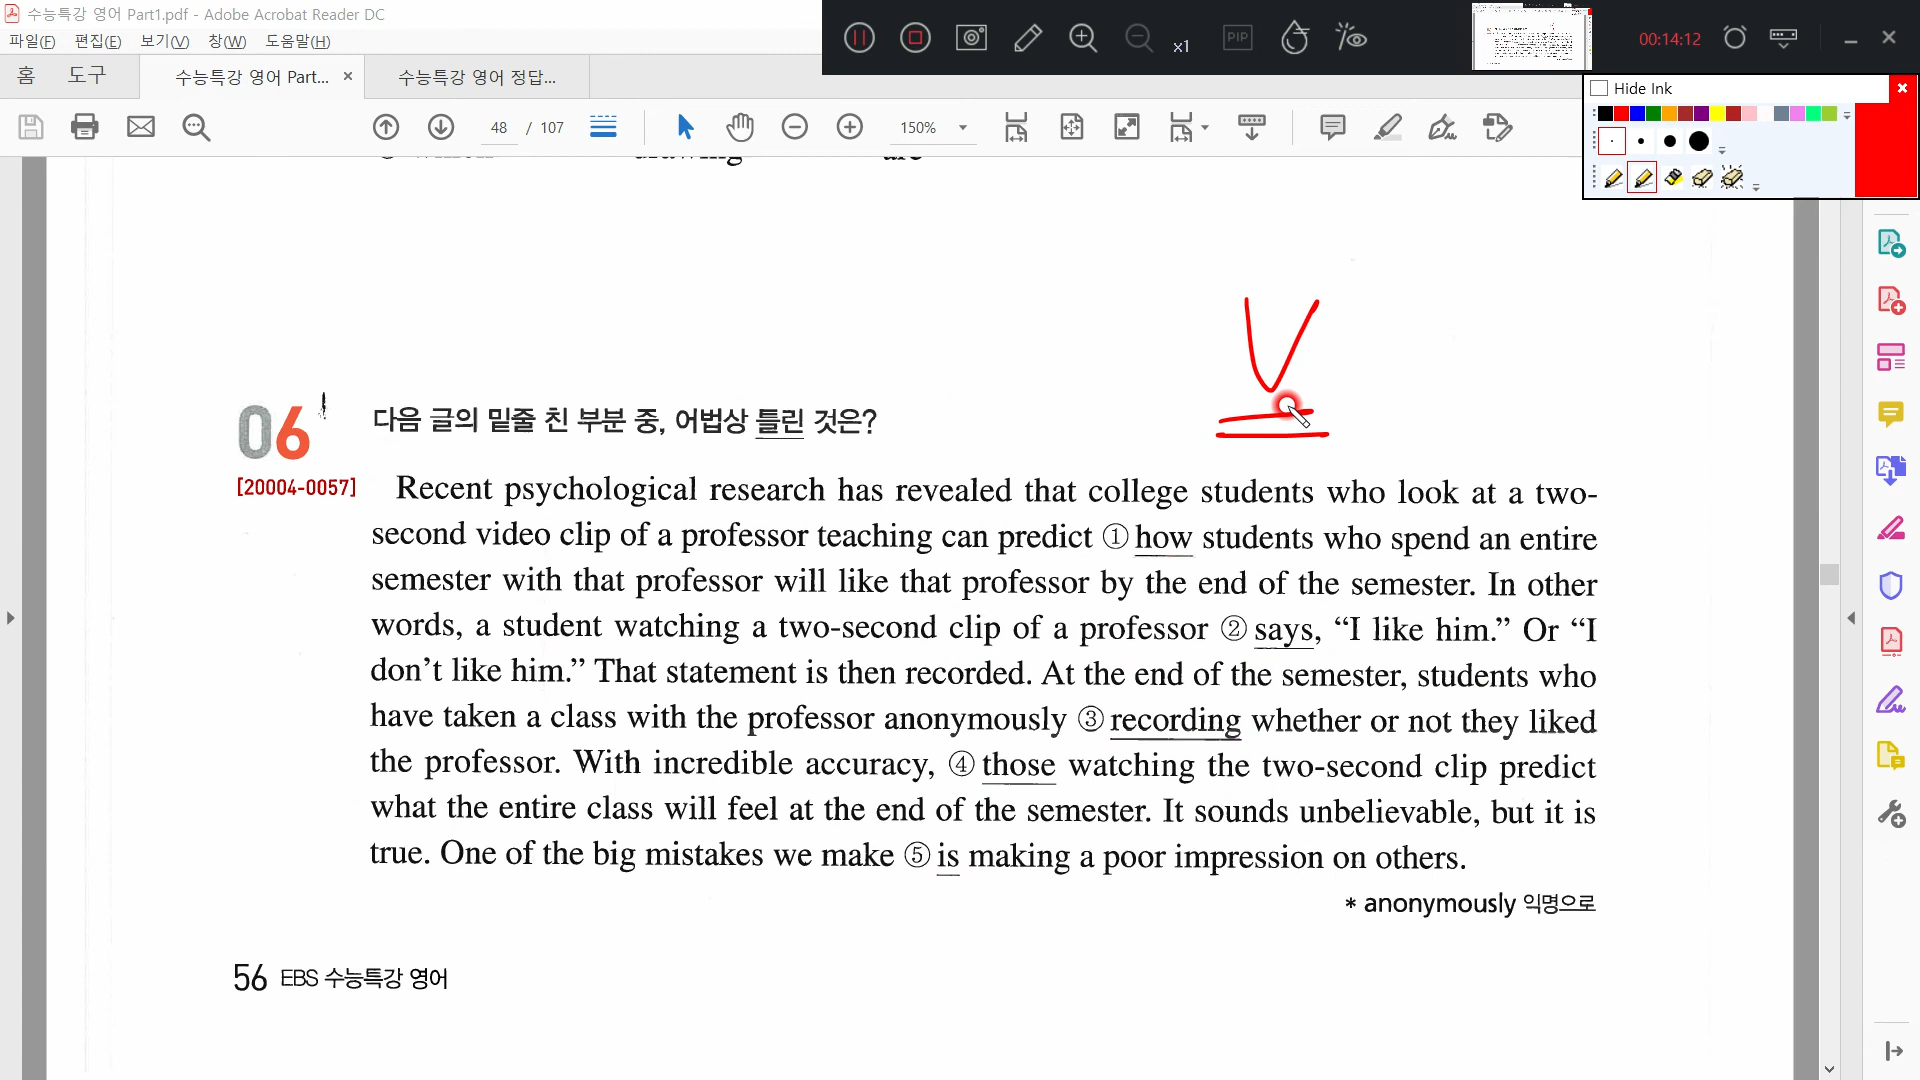 수능특강 영어 Part1.pdf - Adobe Acrobat Reader DC
파일(F) 편집(E) 보기(V) 창(W) 도움말(H)
x1
PIP
00:14:12
홈 도구 수능특강 영어 Part... × 수능특강 영어 정답...
Hide Ink
48 / 107 150%
drawing are
V
06 다음 글의 밑줄 친 부분 중, 어법상 틀린 것은?
[20004-0057]
Recent psychological research has revealed that college students who look at a two-
second video clip of a professor teaching can predict ① how students who spend an entire
semester with that professor will like that professor by the end of the semester. In other
words, a student watching a two-second clip of a professor ② says, “I like him.” Or “I
don’t like him.” That statement is then recorded. At the end of the semester, students who
have taken a class with the professor anonymously ③ recording whether or not they liked
the professor. With incredible accuracy, ④ those watching the two-second clip predict
what the entire class will feel at the end of the semester. It sounds unbelievable, but it is
true. One of the big mistakes we make ⑤ is making a poor impression on others.
* anonymously 익명으로
56 EBS 수능특강 영어